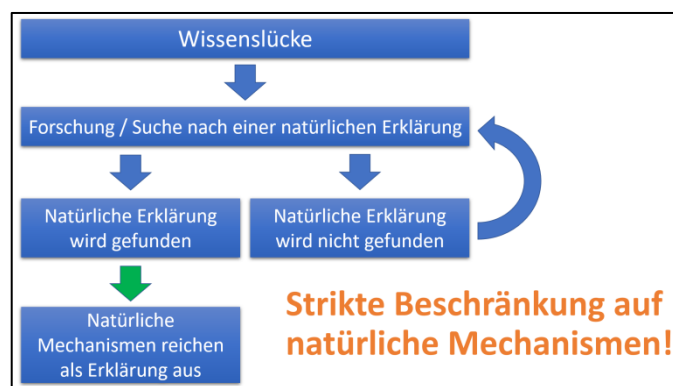 Wissenslücke
Forschung / Suche nach einer natürlichen Erklärung
Natürliche Erklärung
wird gefunden
Natürliche Erklärung
wird nicht gefunden
Natürliche
Mechanismen reichen
als Erklärung aus
Strikte Beschränkung auf
natürliche Mechanismen!